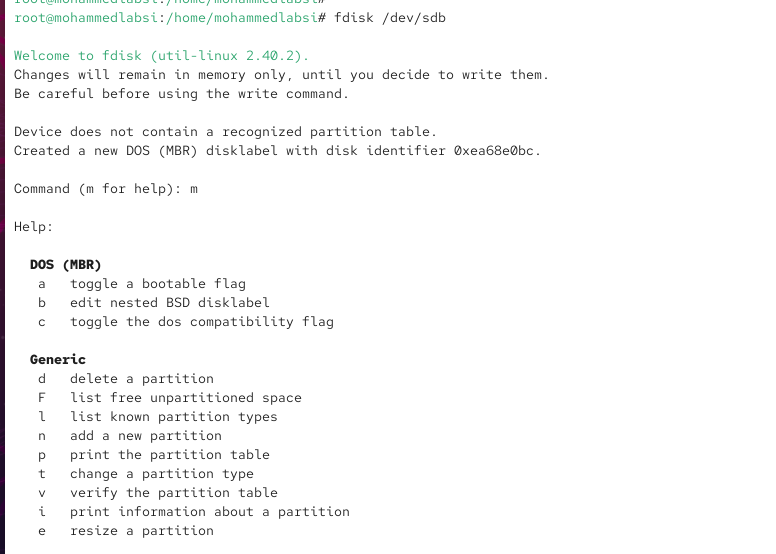 root@mohammedlabsi:/home/mohammedlabsi#
root@mohammedlabsi:/home/mohammedlabsi# fdisk /dev/sdb
Welcome to fdisk (util-linux 2.40.2).
Changes will remain in memory only, until you decide to write them.
Be careful before using the write command.
Device does not contain a recognized partition table.
Created a new DOS (MBR) disklabel with disk identifier 0xea68e0bc.
Command (m for help): m
Help:
DOS (MBR)
a   toggle a bootable flag
b   edit nested BSD disklabel
c   toggle the dos compatibility flag
Generic
d   delete a partition
F   list free unpartitioned space
l   list known partition types
n   add a new partition
p   print the partition table
t   change a partition type
v   verify the partition table
i   print information about a partition
e   resize a partition